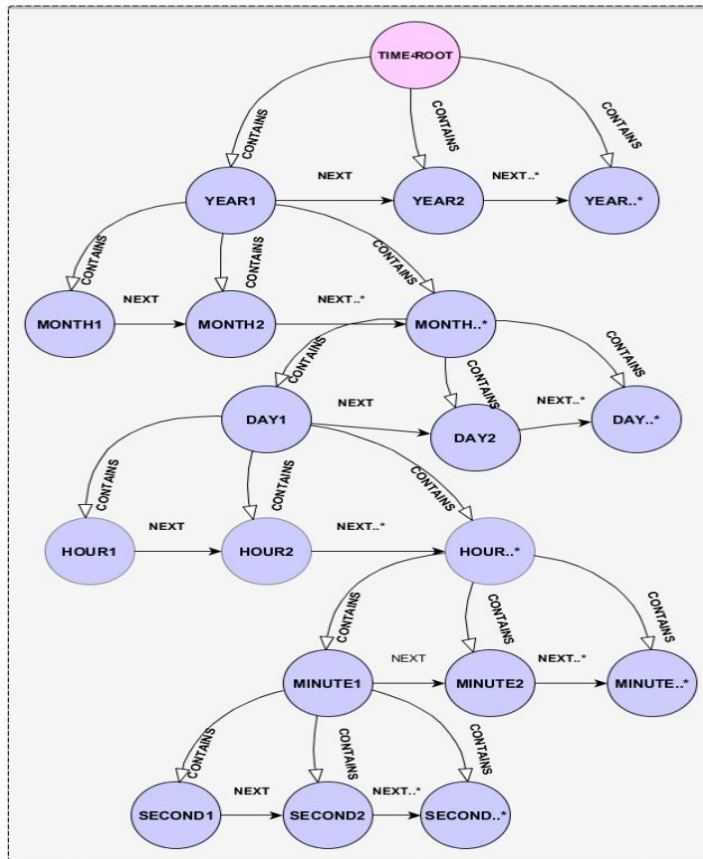 TIME-ROOT
CONTAINS
CONTAINS
CONTAINS
YEAR1
NEXT
YEAR2
NEXT..*
YEAR..*
CONTAINS
CONTAINS
CONTAINS
MONTH1
NEXT
MONTH2
NEXT..*
MONTH..*
CONTAINS
CONTAINS
CONTAINS
DAY1
NEXT
DAY2
NEXT..*
DAY..*
CONTAINS
CONTAINS
CONTAINS
HOUR1
NEXT
HOUR2
NEXT..*
HOUR..*
CONTAINS
CONTAINS
CONTAINS
MINUTE1
NEXT
MINUTE2
NEXT..*
MINUTE..*
CONTAINS
CONTAINS
CONTAINS
SECOND1
NEXT
SECOND2
NEXT..*
SECOND..*